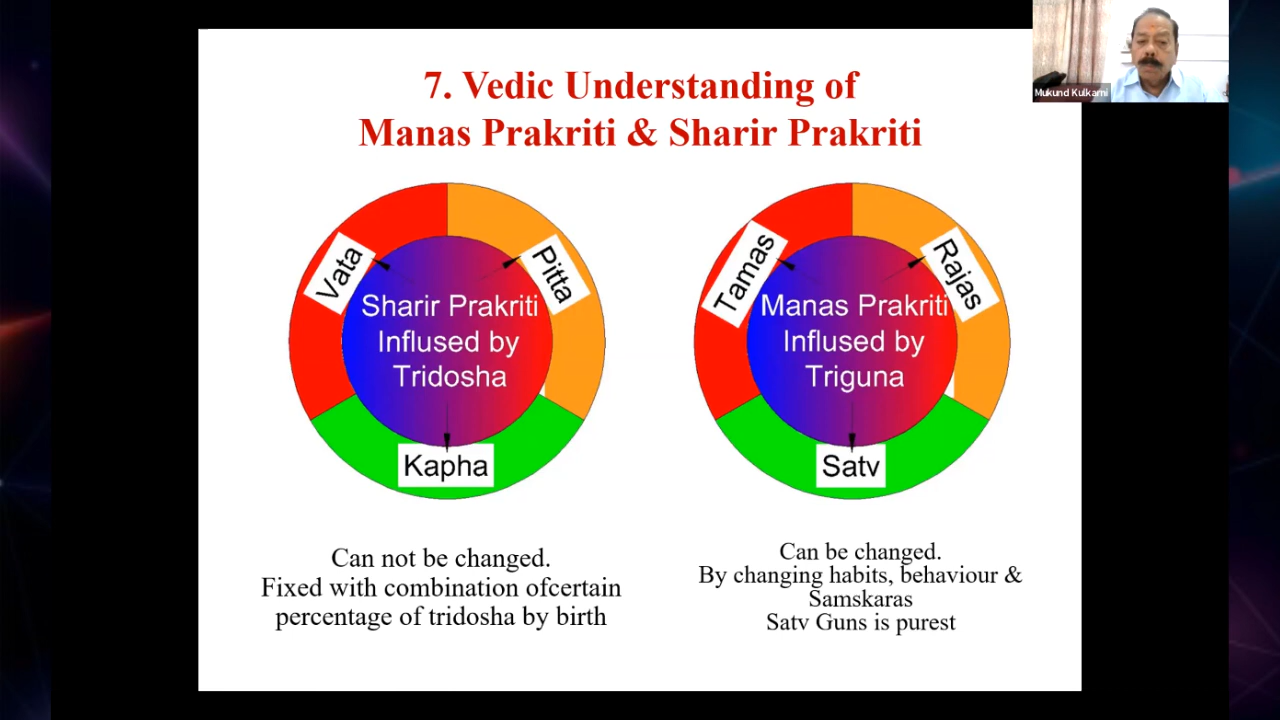 Mukund Kulkarni
7. Vedic Understanding of
Manas Prakriti & Sharir Prakriti
Vata
Pitta
Sharir Prakriti
Inflused by
Tridosha
Kapha
Tamas
Rajas
Manas Prakriti
Inflused by
Triguna
Satv
Can not be changed.
Fixed with combination ofcertain
percentage of tridosha by birth
Can be changed.
By changing habits, behaviour &
Samskaras
Satv Guns is purest